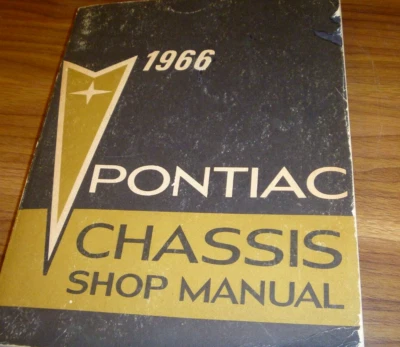 1966
PONTIAC
CHASSIS
SHOP MANUAL